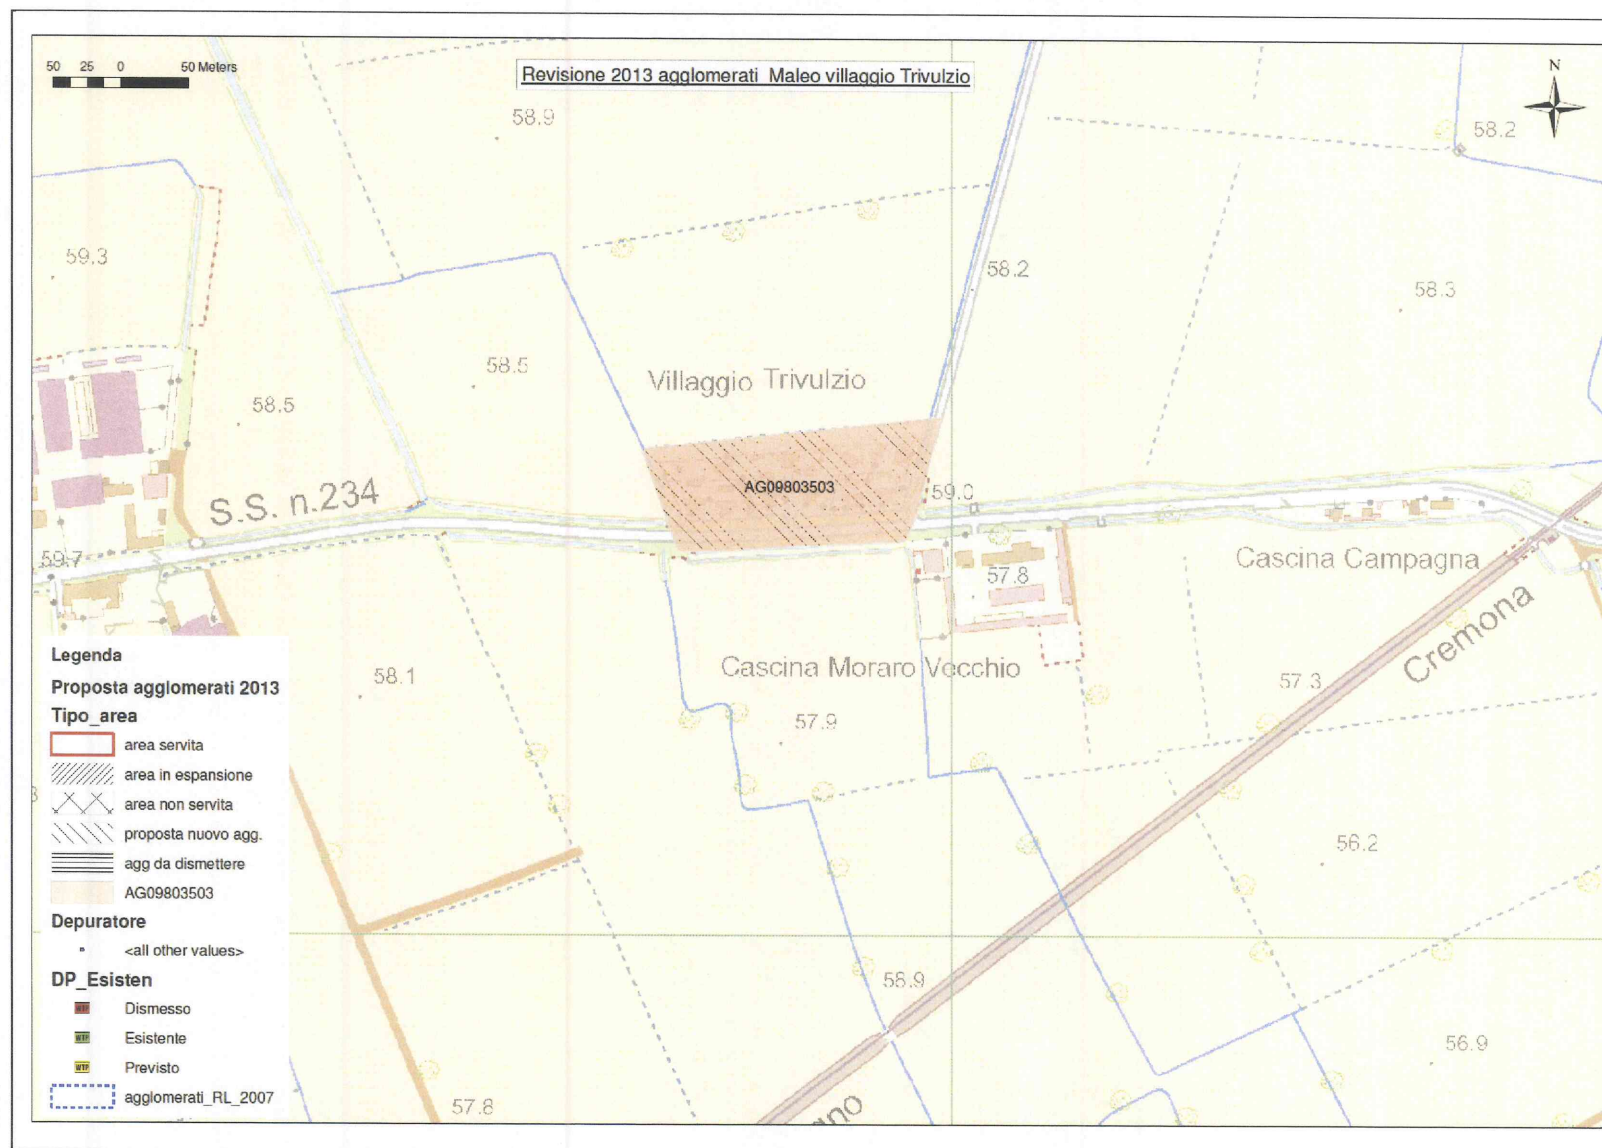 50 25 0 50 Meters
Revisione 2013 agglomerati Maleo villaggio Trivulzio
N
58.9
58.2
59.3
58.2
58.3
58.5
Villaggio Trivulzio
58.5
S.S. n.234
AG09803503
59.0
59.7
Cascina Campagna
57.8
Cremona
Cascina Moraro Vecchio
58.1
57.3
57.9
56.2
58.9
56.9
57.8
Legenda
Proposta agglomerati 2013
Tipo_area
area servita
area in espansione
area non servita
proposta nuovo agg.
agg da dismettere
AG09803503
Depuratore
<all other values>
DP_Esisten
WTP Dismesso
WTP Esistente
WTP Previsto
agglomerati_RL_2007